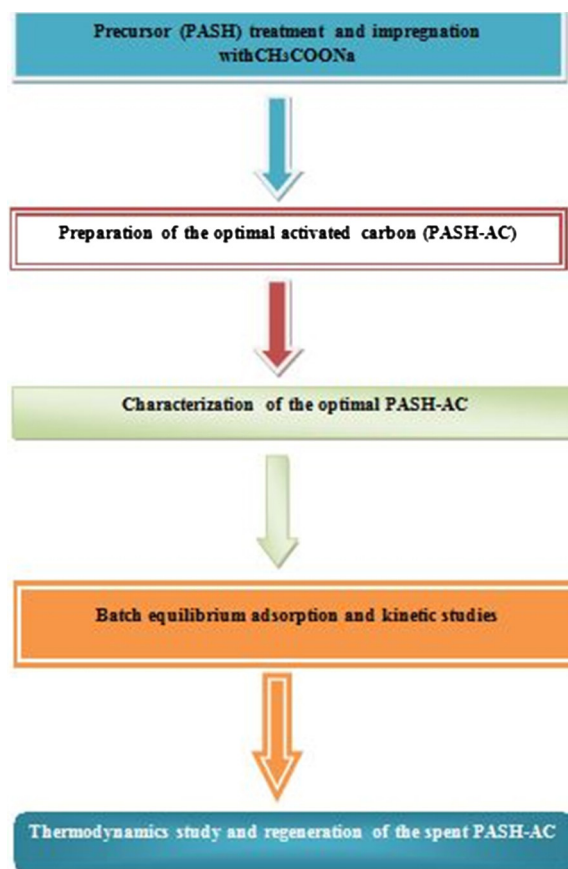 Precursor (PASH) treatment and impregnation
withCH₃COONa
Preparation of the optimal activated carbon (PASH-AC)
Characterization of the optimal PASH-AC
Batch equilibrium adsorption and kinetic studies
Thermodynamics study and regeneration of the spent PASH-AC